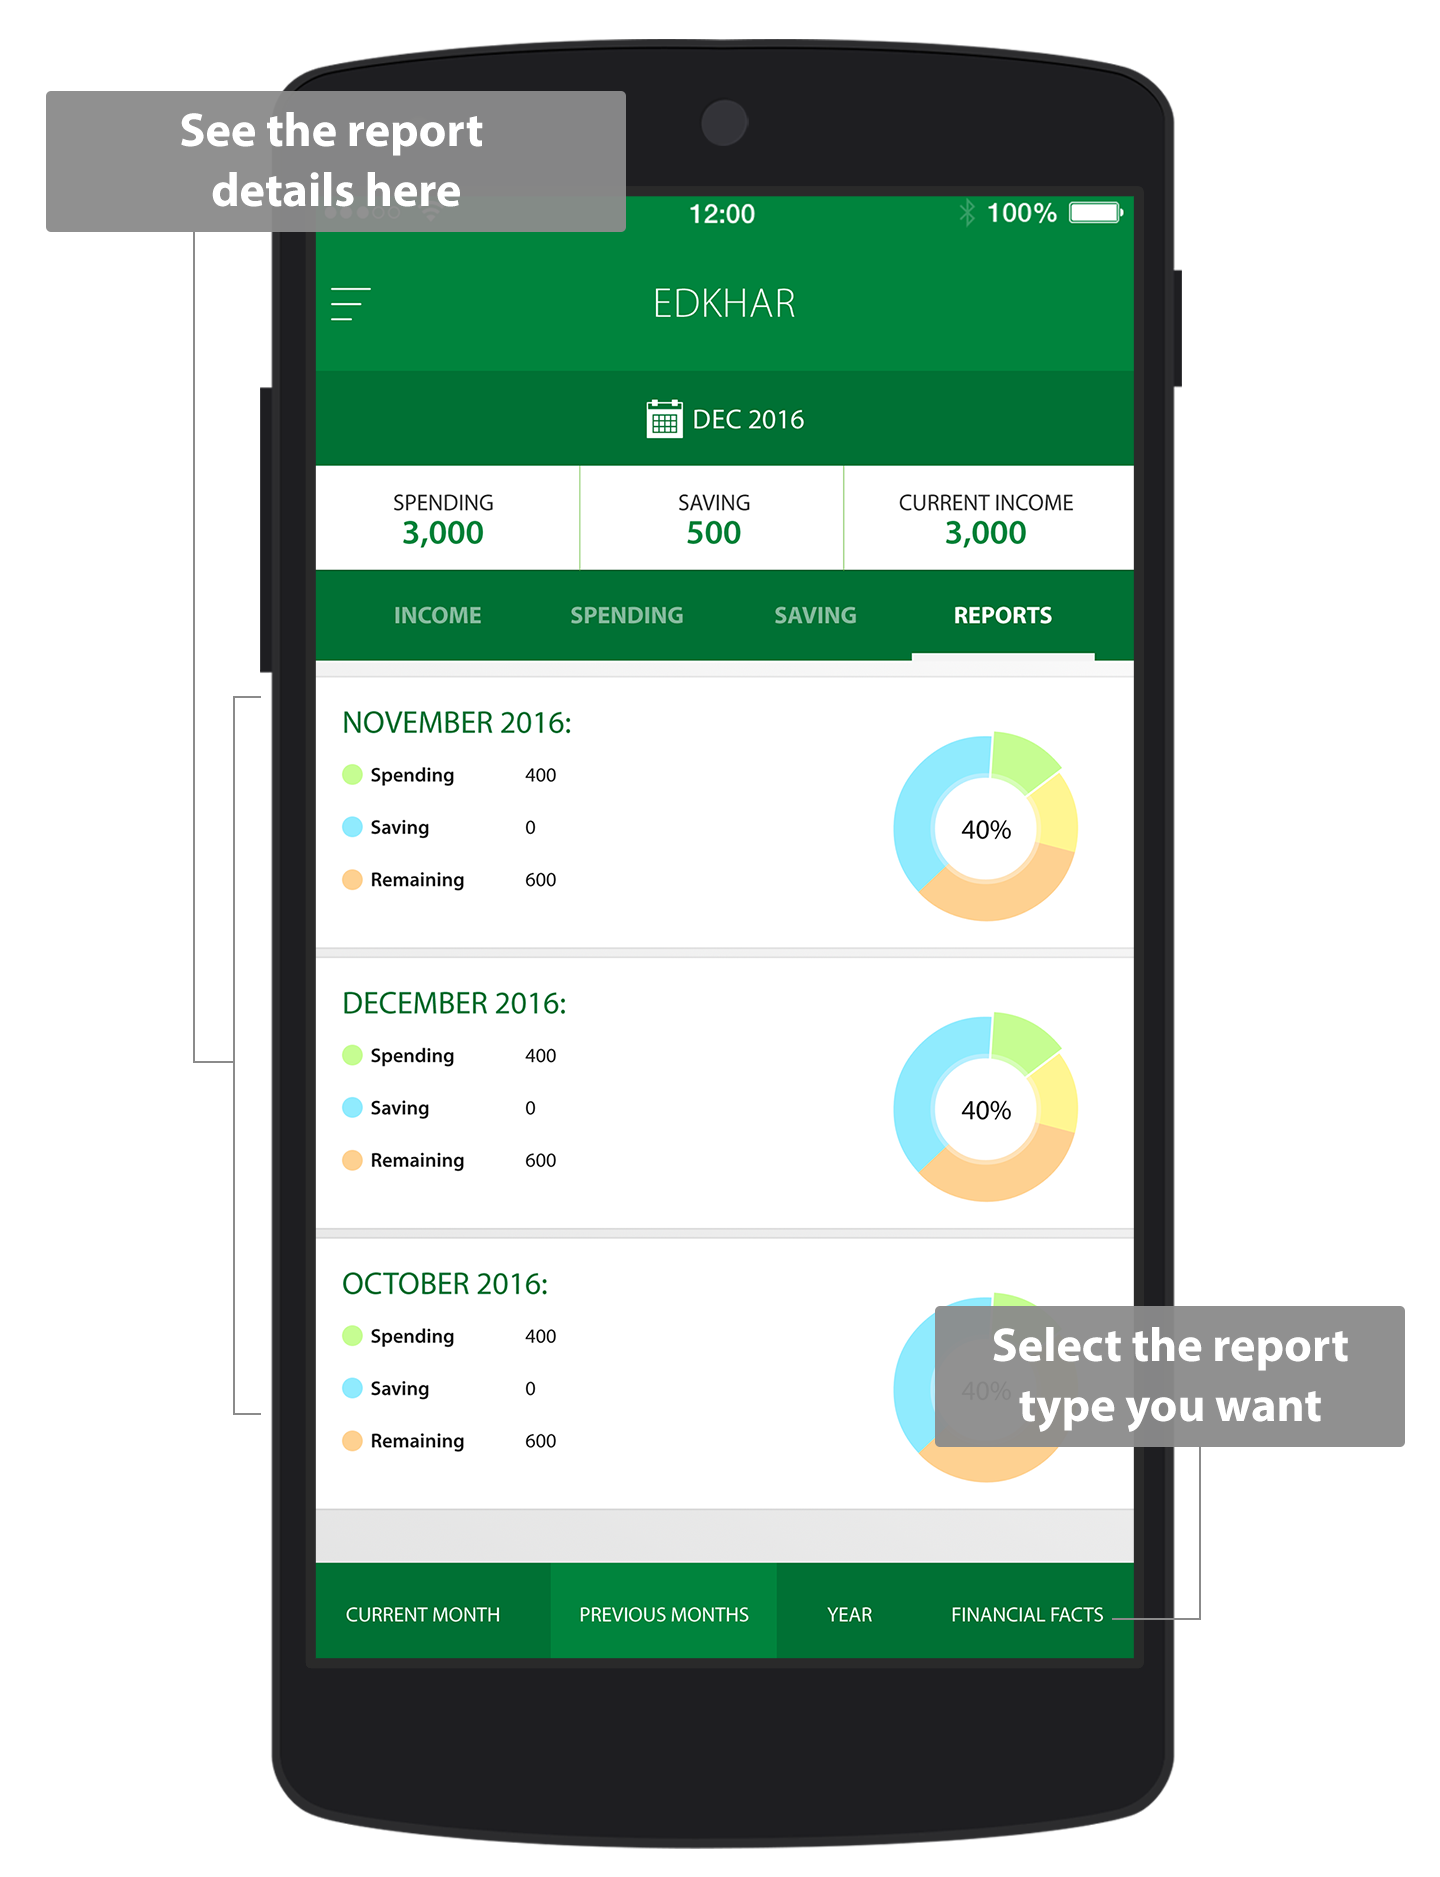 See the report
details here
12:00
100%
EDKHAR
DEC 2016
SPENDING SAVING CURRENT INCOME
3,000 500 3,000
INCOME SPENDING SAVING REPORTS
NOVEMBER 2016:
Spending 400
Saving 0
Remaining 600
40%
DECEMBER 2016:
Spending 400
Saving 0
Remaining 600
40%
OCTOBER 2016:
Spending 400
Saving 0
Remaining 600
40%
Select the report
type you want
CURRENT MONTH PREVIOUS MONTHS YEAR FINANCIAL FACTS